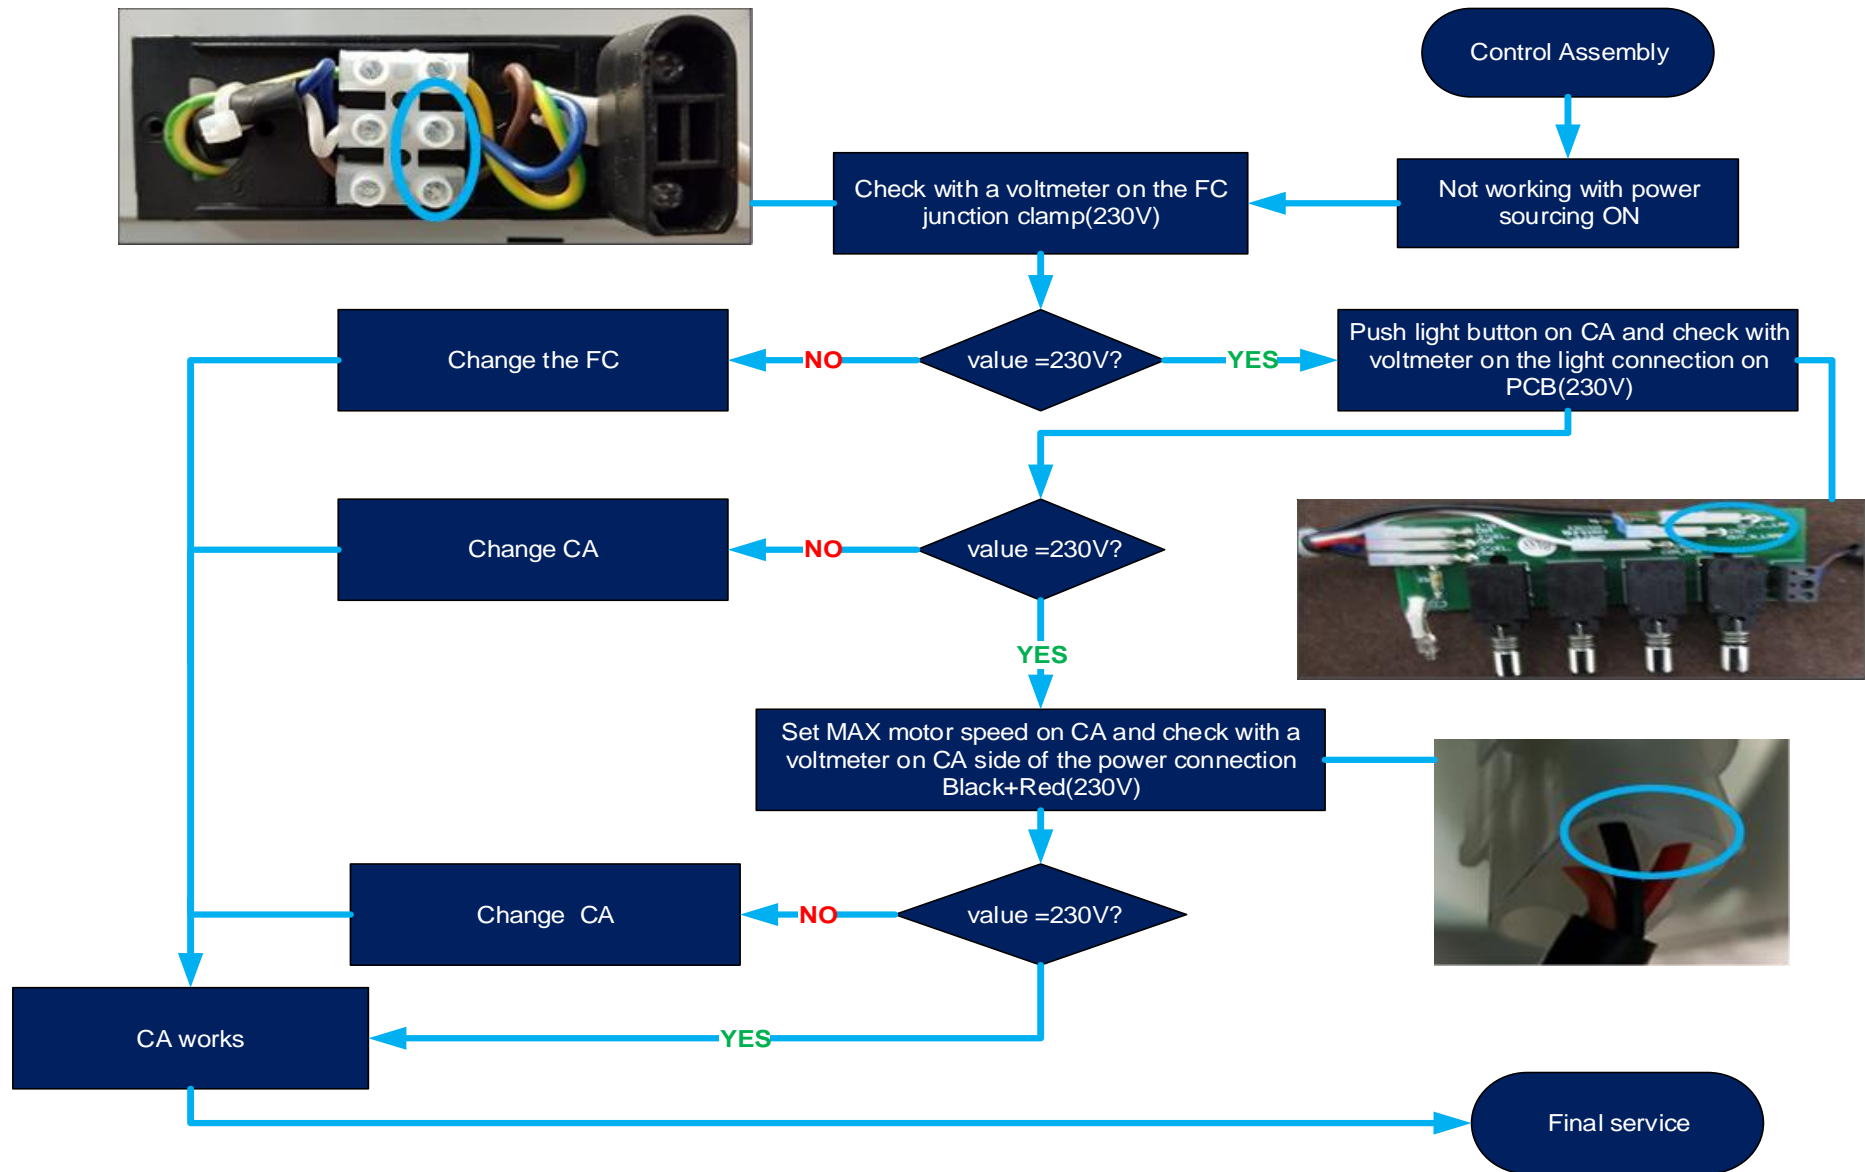 Control Assembly
Not working with power
sourcing ON
Check with a voltmeter on the FC
junction clamp(230V)
value =230V?
NO
Change the FC
YES
Push light button on CA and check with
voltmeter on the light connection on
PCB(230V)
value =230V?
NO
Change CA
YES
Set MAX motor speed on CA and check with a
voltmeter on CA side of the power connection
Black+Red(230V)
value =230V?
NO
Change  CA
YES
CA works
Final service